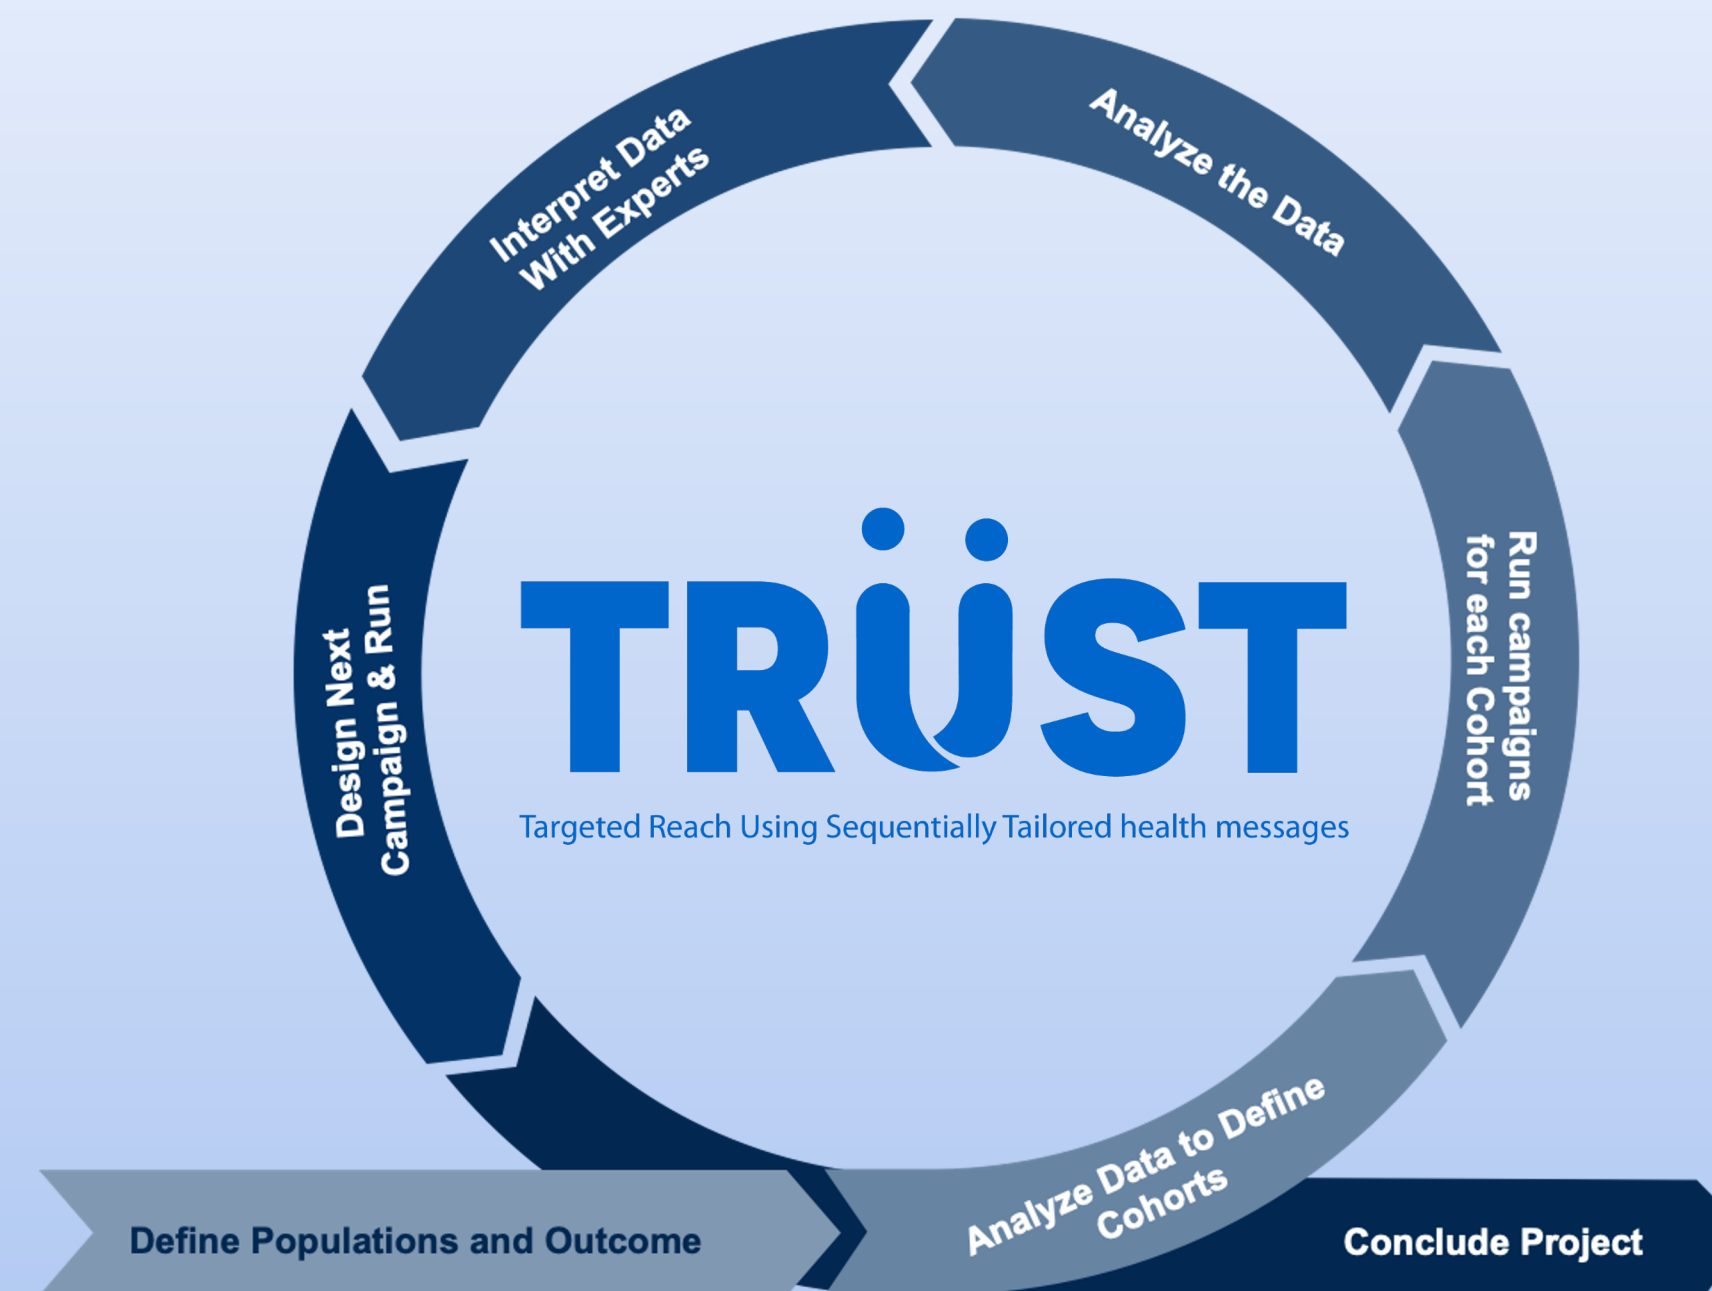 Interpret Data
With Experts
Analyze the Data
Run campaigns
for each Cohort
Design Next
Campaign & Run
TRÜST
Targeted Reach Using Sequentially Tailored health messages
Analyze Data to Define
Cohorts
Define Populations and Outcome
Conclude Project